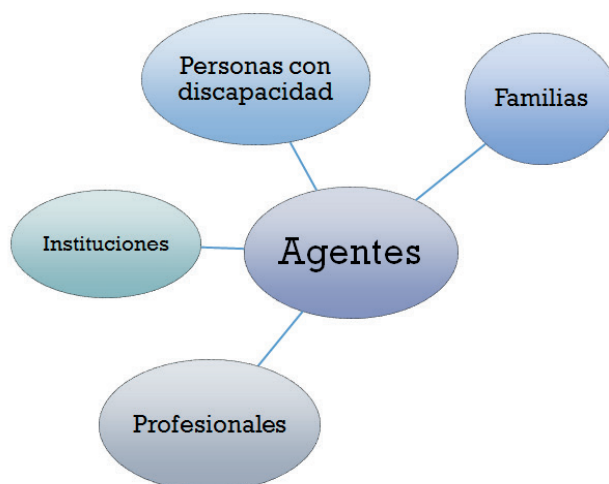 Personas con
discapacidad
Familias
Instituciones
Agentes
Profesionales